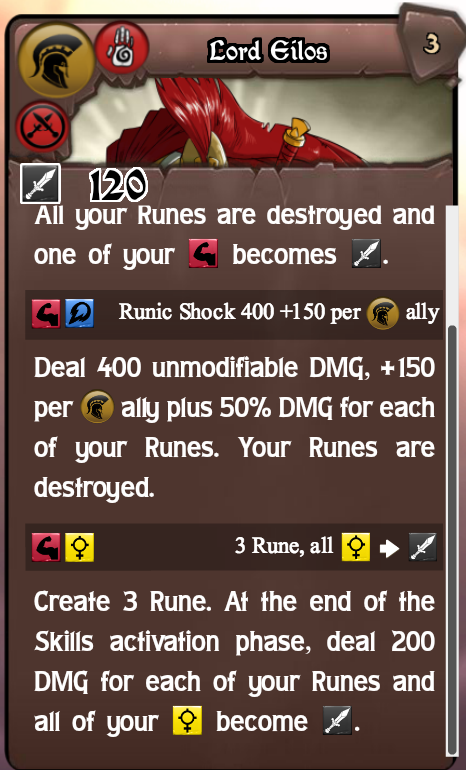 Lord Eilos
3
120
All your Runes are destroyed and
one of your becomes .
Runic Shock 400 +150 per ally
Deal 400 unmodifiable DMG, +150
per ally plus 50% DMG for each
of your Runes. Your Runes are
destroyed.
3 Rune, all
Create 3 Rune. At the end of the
Skills activation phase, deal 200
DMG for each of your Runes and
all of your become .